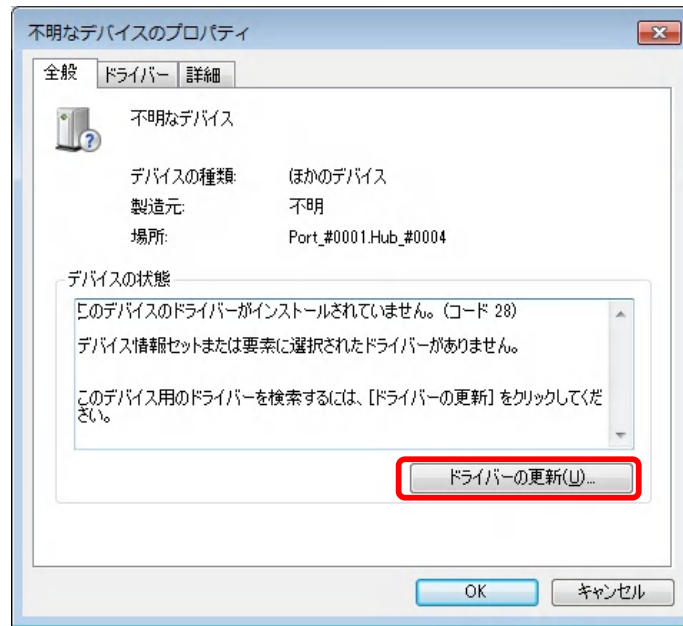 不明なデバイスのプロパティ
全般 ドライバー 詳細
不明なデバイス
デバイスの種類: ほかのデバイス
製造元: 不明
場所: Port_#0001.Hub_#0004
デバイスの状態
このデバイスのドライバーがインストールされていません。(コード 28)
デバイス情報セットまたは要素に選択されたドライバーがありません。
このデバイス用のドライバーを検索するには、[ドライバーの更新] をクリックしてくだ
さい。
ドライバーの更新(U)...
OK キャンセル